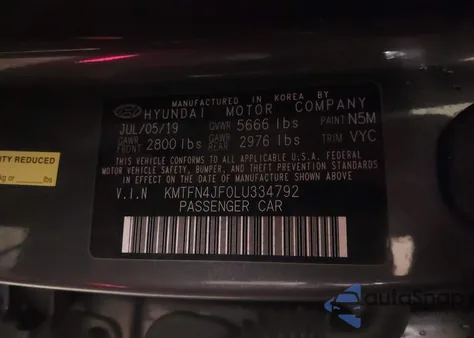 MANUFACTURED IN KOREA BY
HYUNDAI MOTOR COMPANY
JUL/05/19 GVWR 5666 lbs PAINT N5M
GAWR FRONT 2800 lbs GAWR REAR 2976 lbs TRIM VYC
THIS VEHICLE CONFORMS TO ALL APPLICABLE U.S.A. FEDERAL
MOTOR VEHICLE SAFETY, BUMPER, AND THEFT PREVENTION STANDARDS
IN EFFECT ON THE DATE OF MANUFACTURE SHOWN ABOVE.
V.I.N KMTFN4JF0LU334792
PASSENGER CAR
ITY REDUCED
kg or lbs
autoSnap